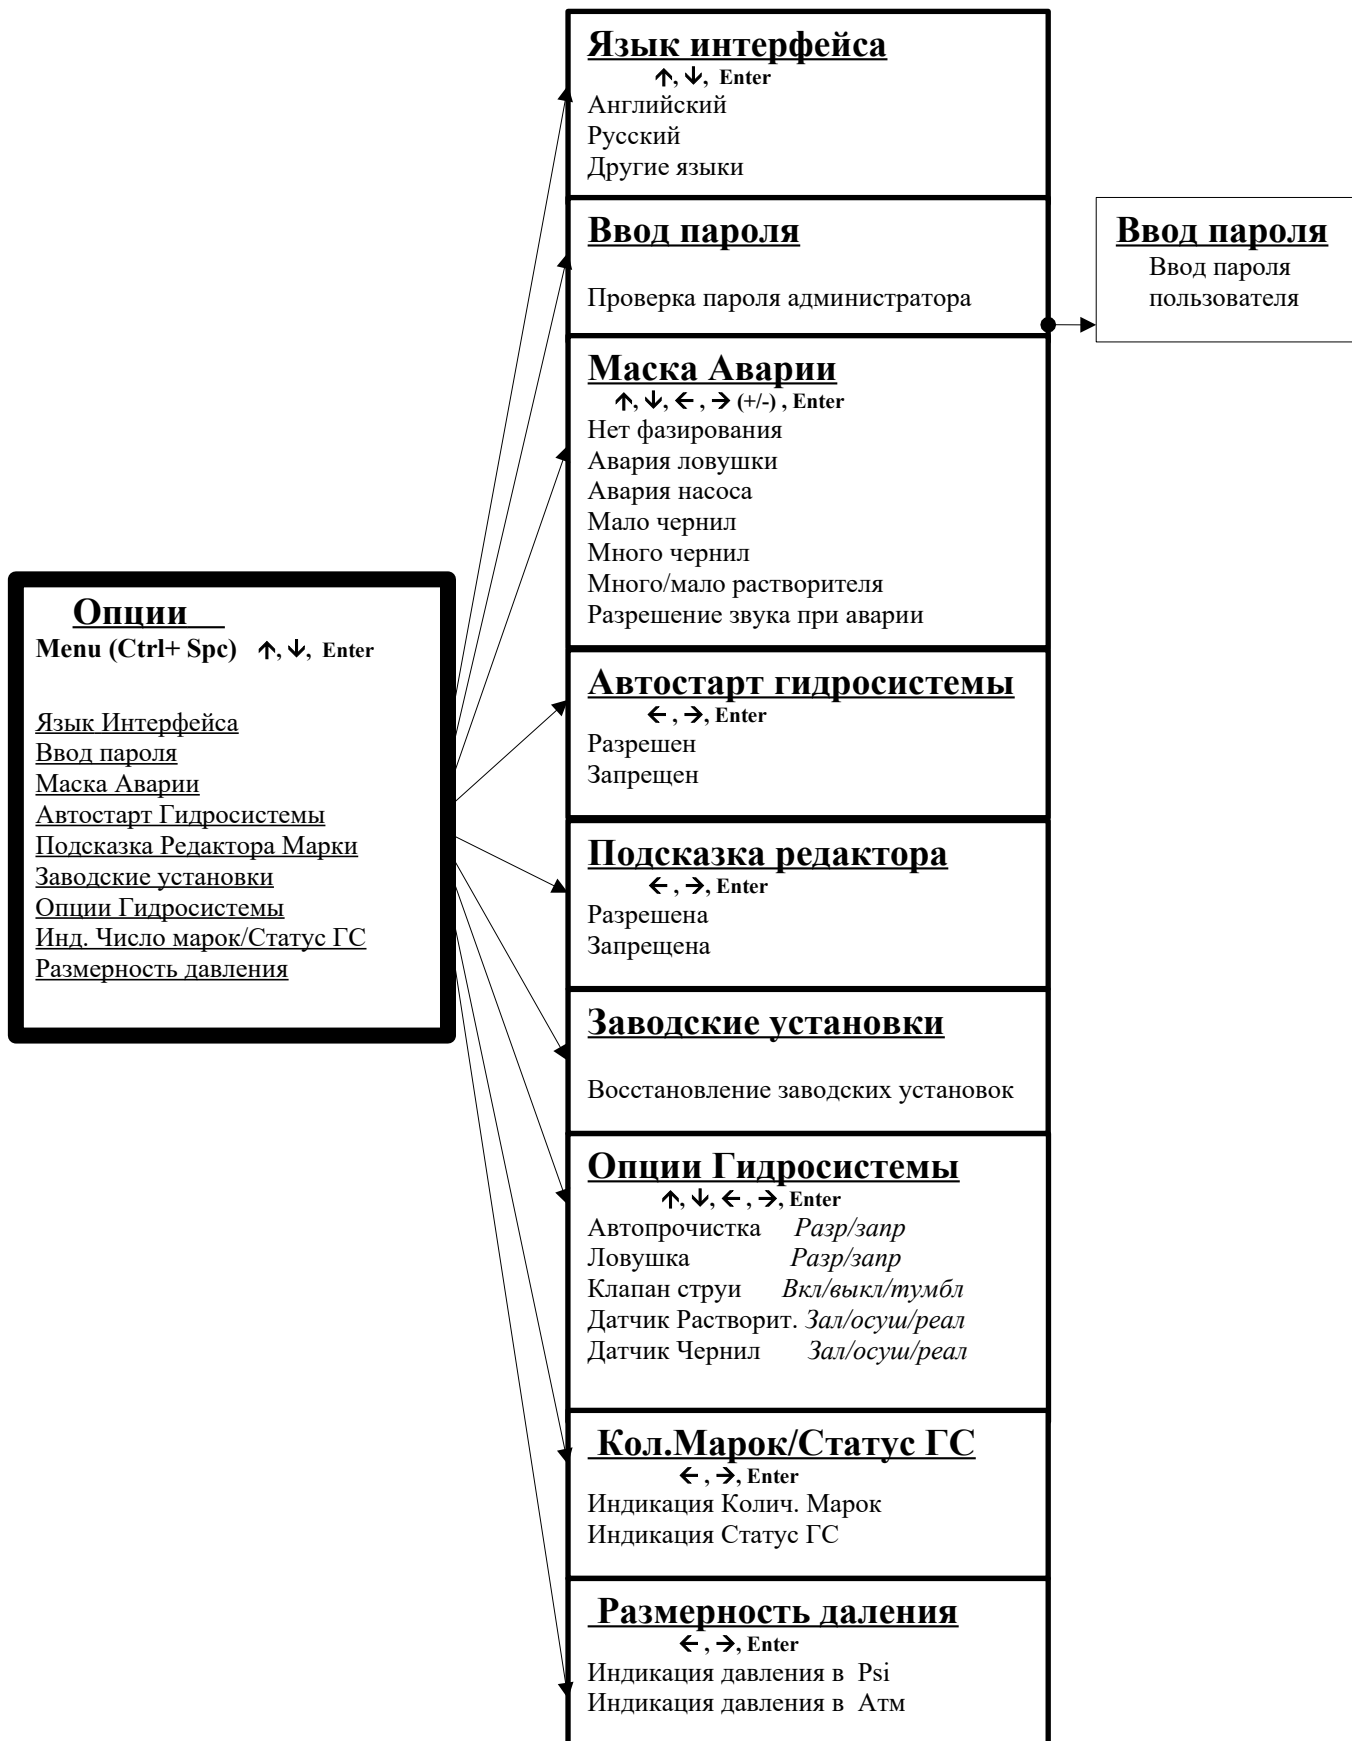 Опции
Menu (Ctrl+ Spc) ↑, ↓, Enter
Язык Интерфейса
Ввод пароля
Маска Аварии
Автостарт Гидросистемы
Подсказка Редактора Марки
Заводские установки
Опции Гидросистемы
Инд. Число марок/Статус ГС
Размерность давления
Язык интерфейса
↑, ↓, Enter
Английский
Русский
Другие языки
Ввод пароля
Проверка пароля администратора
Ввод пароля
Ввод пароля
пользователя
Маска Аварии
↑, ↓, ← , → (+/-) , Enter
Нет фазирования
Авария ловушки
Авария насоса
Мало чернил
Много чернил
Много/мало растворителя
Разрешение звука при аварии
Автостарт гидросистемы
← , →, Enter
Разрешен
Запрещен
Подсказка редактора
← , →, Enter
Разрешена
Запрещена
Заводские установки
Восстановление заводских установок
Опции Гидросистемы
↑, ↓, ← , →, Enter
Автопрочистка Разр/запр
Ловушка Разр/запр
Клапан струи Вкл/выкл/тумбл
Датчик Растворит. Зал/осуш/реал
Датчик Чернил Зал/осуш/реал
Кол.Марок/Статус ГС
← , →, Enter
Индикация Колич. Марок
Индикация Статус ГС
Размерность даления
← , →, Enter
Индикация давления в Psi
Индикация давления в Атм